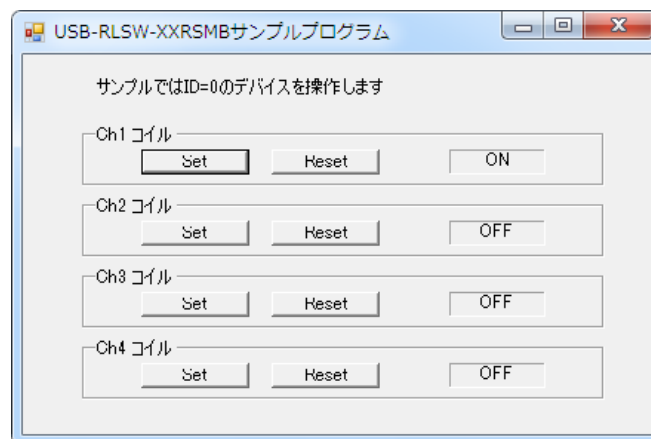 USB-RLSW-XXRSMBサンプルプログラム
サンプルではID=0のデバイスを操作します
Ch1 コイル
Set Reset ON
Ch2 コイル
Set Reset OFF
Ch3 コイル
Set Reset OFF
Ch4 コイル
Set Reset OFF